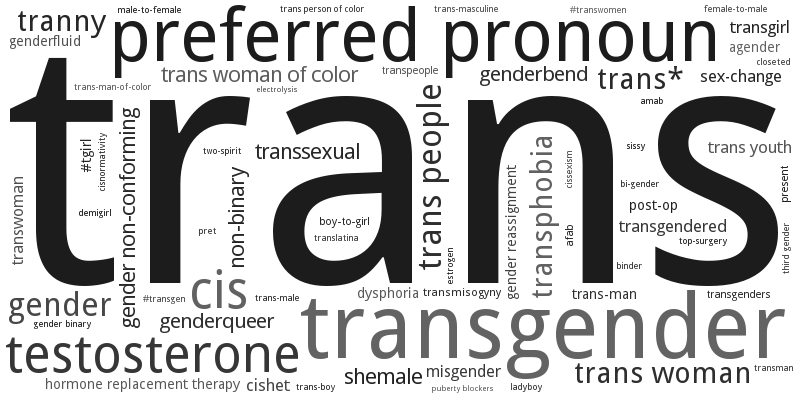 male-to-female
trans person of color
trans-masculine
#transwomen
female-to-male
tranny
preferred pronoun
transgirl
genderfluid
agender
trans woman of color
transpeople
genderbend
trans*
closeted
sex-change
trans-man-of-color
electrolysis
amab
trans
#tgirl
cisnormativity
gender non-conforming
two-spirit
transsexual
trans people
transphobia
cissexism
sissy
trans youth
transwoman
non-binary
gender reassignment
bi-gender
present
demigirl
boy-to-girl
post-op
pret
translatina
afab
transgendered
top-surgery
third gender
estrogen
binder
gender
#transgen
cis
trans-male
dysphoria
transmisogyny
trans-man
transgenders
gender binary
genderqueer
transgender
testosterone
shemale
misgender
trans woman
transman
hormone replacement therapy
cishet
trans-boy
puberty blockers
ladyboy